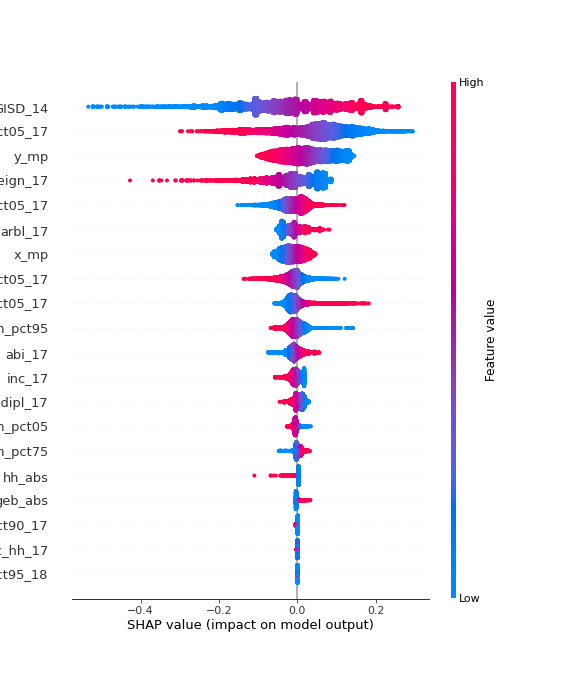 High
GISD_14
ct05_17
y_mp
eign_17
ct05_17
arbl_17
x_mp
ct05_17
ct05_17
n_pct95
abi_17
inc_17
dipl_17
n_pct05
n_pct75
hh_abs
geb_abs
ct90_17
c_hh_17
ct95_18
Low
Feature value
−0.4 −0.2 0.0 0.2
SHAP value (impact on model output)